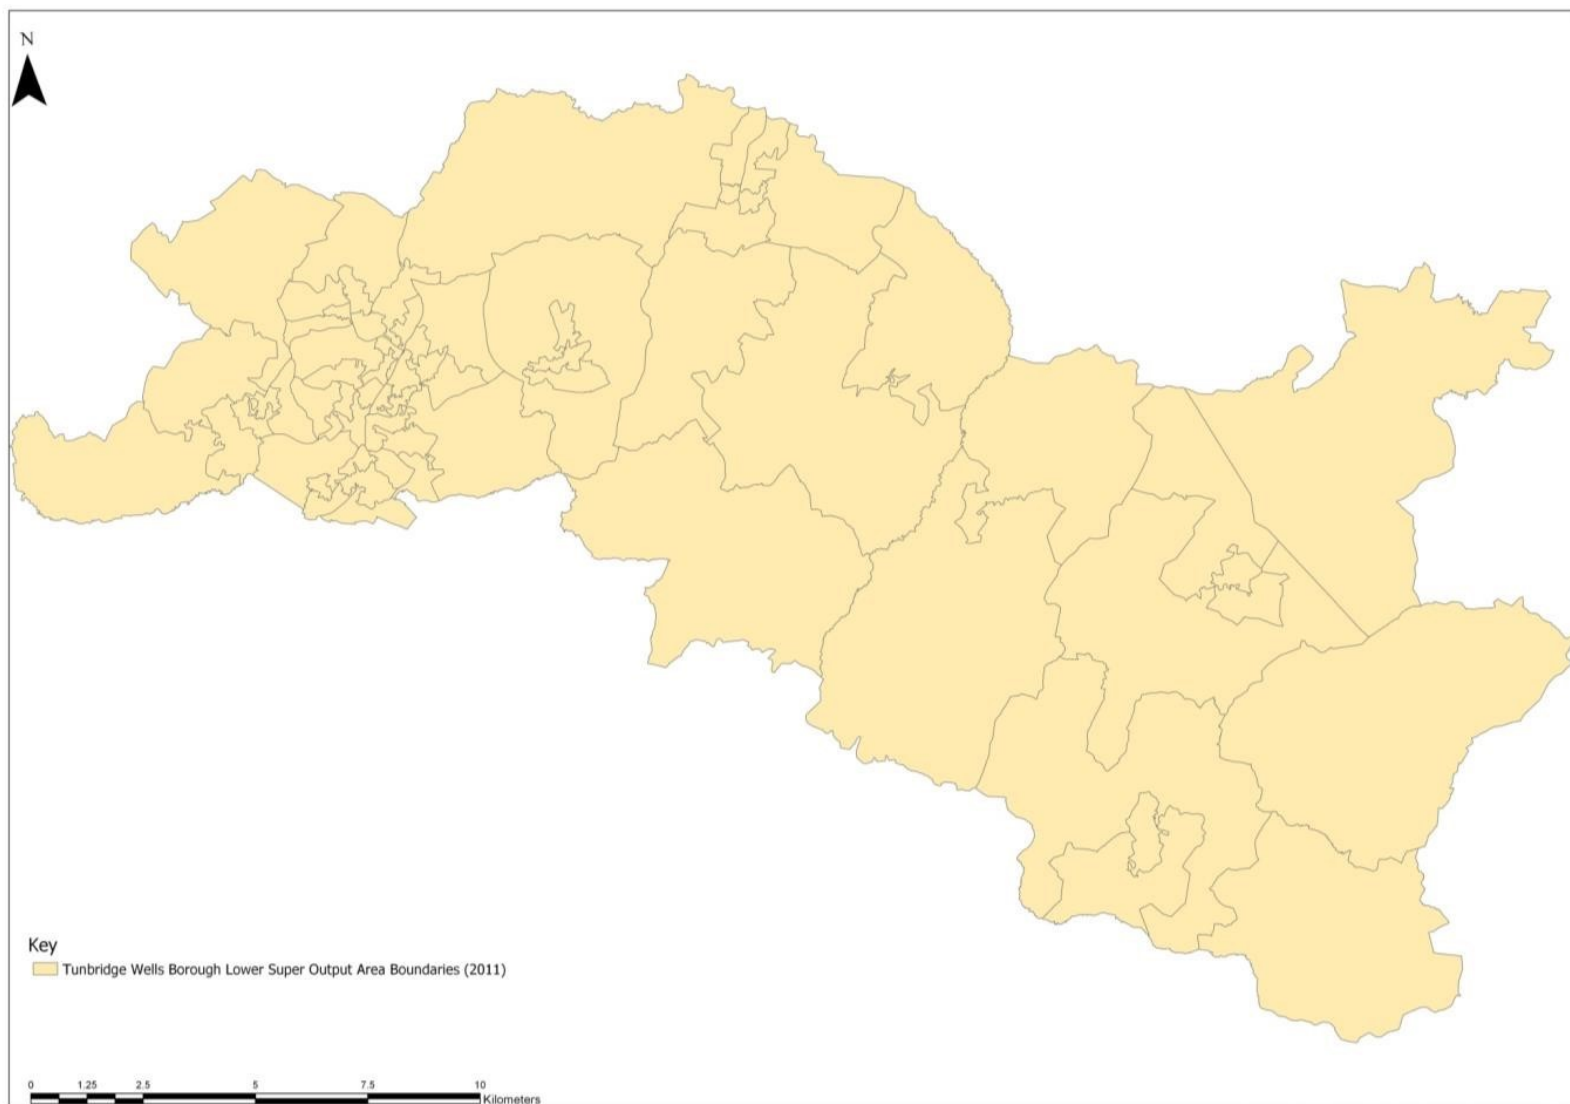 N
Key
Tunbridge Wells Borough Lower Super Output Area Boundaries (2011)
0 1.25 2.5 5 7.5 10
Kilometers